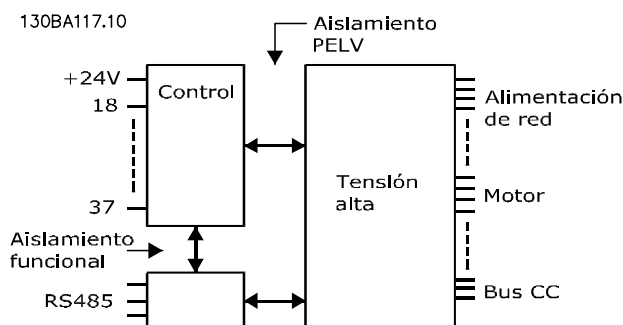 130BA117.10
Aislamiento
PELV
+24V
18
37
Control
Tensión
alta
Alimentación
de red
Motor
Bus CC
Aislamiento
funcional
RS485